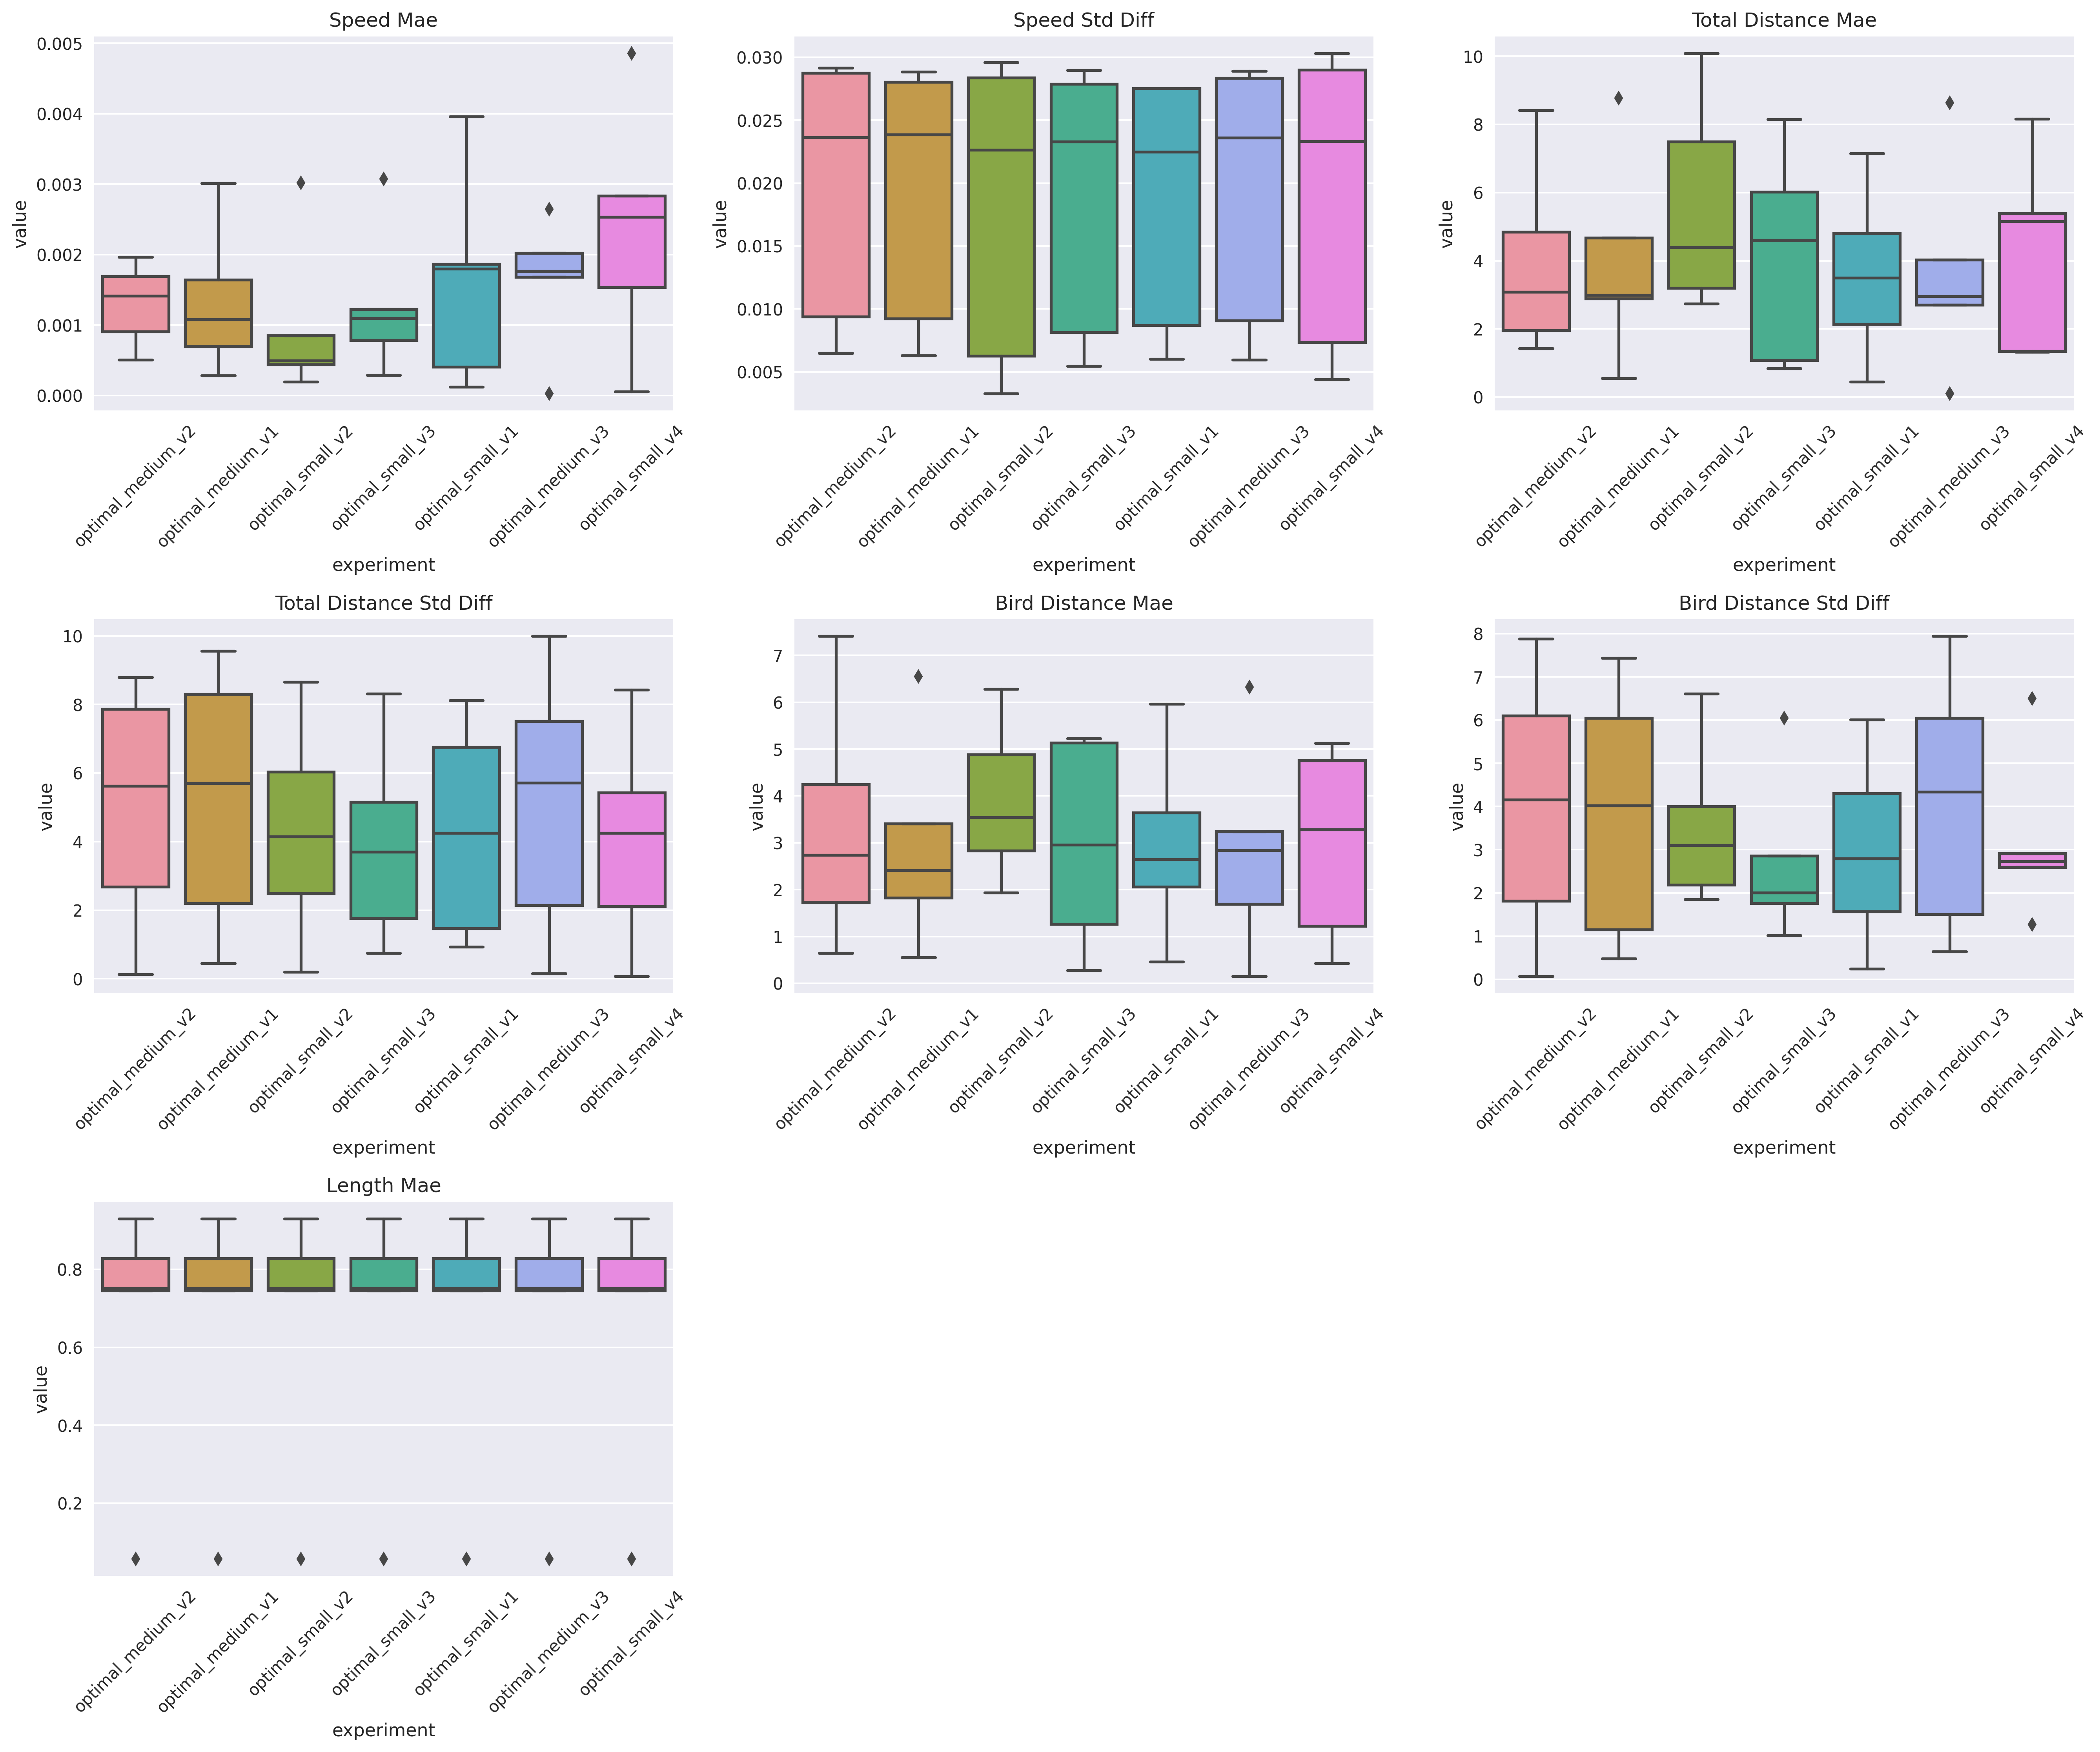 Speed Mae
0.005
0.004
0.003
0.002
0.001
0.000
value
optimal_medium_v2
optimal_medium_v1
optimal_small_v2
optimal_small_v3
optimal_small_v1
optimal_medium_v3
optimal_small_v4
experiment
Speed Std Diff
0.030
0.025
0.020
0.015
0.010
0.005
value
optimal_medium_v2
optimal_medium_v1
optimal_small_v2
optimal_small_v3
optimal_small_v1
optimal_medium_v3
optimal_small_v4
experiment
Total Distance Mae
10
8
6
4
2
0
value
optimal_medium_v2
optimal_medium_v1
optimal_small_v2
optimal_small_v3
optimal_small_v1
optimal_medium_v3
optimal_small_v4
experiment
Total Distance Std Diff
10
8
6
4
2
0
value
optimal_medium_v2
optimal_medium_v1
optimal_small_v2
optimal_small_v3
optimal_small_v1
optimal_medium_v3
optimal_small_v4
experiment
Bird Distance Mae
7
6
5
4
3
2
1
0
value
optimal_medium_v2
optimal_medium_v1
optimal_small_v2
optimal_small_v3
optimal_small_v1
optimal_medium_v3
optimal_small_v4
experiment
Bird Distance Std Diff
8
7
6
5
4
3
2
1
0
value
optimal_medium_v2
optimal_medium_v1
optimal_small_v2
optimal_small_v3
optimal_small_v1
optimal_medium_v3
optimal_small_v4
experiment
Length Mae
0.8
0.6
0.4
0.2
value
optimal_medium_v2
optimal_medium_v1
optimal_small_v2
optimal_small_v3
optimal_small_v1
optimal_medium_v3
optimal_small_v4
experiment